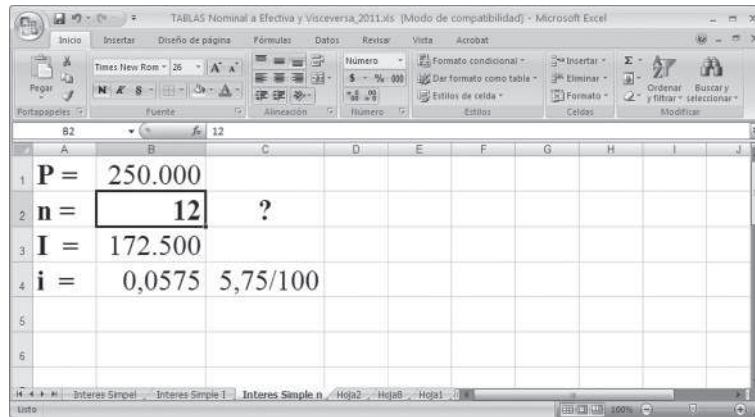 TABLAS Nominal a Efectiva y Visceversa_2011.xls [Modo de compatibilidad] - Microsoft Excel
Inicio Insertar Diseño de página Fórmulas Datos Revisar Vista Acrobat
Pegar
Portapapeles
Times New Rom 26 A A
N K S A
Fuente
Alineación
Número
$ % 000
Número
Formato condicional
Dar formato como tabla
Estilos de celda
Estilos
Insertar
Eliminar
Formato
Celdas
Σ
Ordenar y filtrar
Buscar y seleccionar
Modificar
B2 fx 12
A B C D E F G H I J
1 P = 250.000
2 n = 12 ?
3 I = 172.500
4 i = 0,0575 5,75/100
5
6
Interes Simpel Interes Simple I Interes Simple n Hoja2 Hoja8 Hoja1
Listo 100%